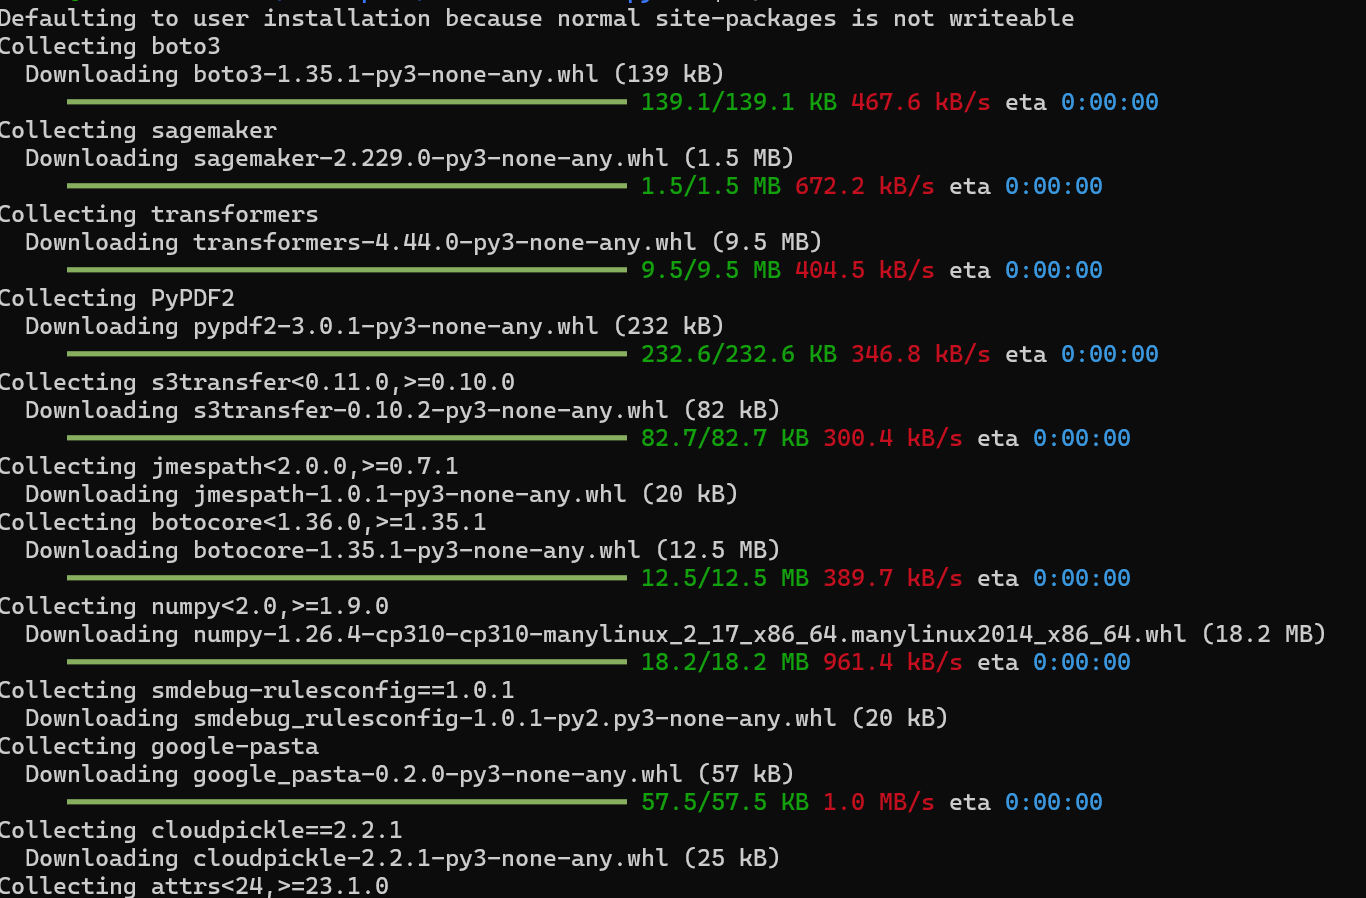 Defaulting to user installation because normal site-packages is not writeable
Collecting boto3
Downloading boto3-1.35.1-py3-none-any.whl (139 kB)
139.1/139.1 KB 467.6 kB/s eta 0:00:00
Collecting sagemaker
Downloading sagemaker-2.229.0-py3-none-any.whl (1.5 MB)
1.5/1.5 MB 672.2 kB/s eta 0:00:00
Collecting transformers
Downloading transformers-4.44.0-py3-none-any.whl (9.5 MB)
9.5/9.5 MB 404.5 kB/s eta 0:00:00
Collecting PyPDF2
Downloading pypdf2-3.0.1-py3-none-any.whl (232 kB)
232.6/232.6 KB 346.8 kB/s eta 0:00:00
Collecting s3transfer<0.11.0,>=0.10.0
Downloading s3transfer-0.10.2-py3-none-any.whl (82 kB)
82.7/82.7 KB 300.4 kB/s eta 0:00:00
Collecting jmespath<2.0.0,>=0.7.1
Downloading jmespath-1.0.1-py3-none-any.whl (20 kB)
Collecting botocore<1.36.0,>=1.35.1
Downloading botocore-1.35.1-py3-none-any.whl (12.5 MB)
12.5/12.5 MB 389.7 kB/s eta 0:00:00
Collecting numpy<2.0,>=1.9.0
Downloading numpy-1.26.4-cp310-cp310-manylinux_2_17_x86_64.manylinux2014_x86_64.whl (18.2 MB)
18.2/18.2 MB 961.4 kB/s eta 0:00:00
Collecting smdebug-rulesconfig==1.0.1
Downloading smdebug_rulesconfig-1.0.1-py2.py3-none-any.whl (20 kB)
Collecting google-pasta
Downloading google_pasta-0.2.0-py3-none-any.whl (57 kB)
57.5/57.5 KB 1.0 MB/s eta 0:00:00
Collecting cloudpickle==2.2.1
Downloading cloudpickle-2.2.1-py3-none-any.whl (25 kB)
Collecting attrs<24,>=23.1.0